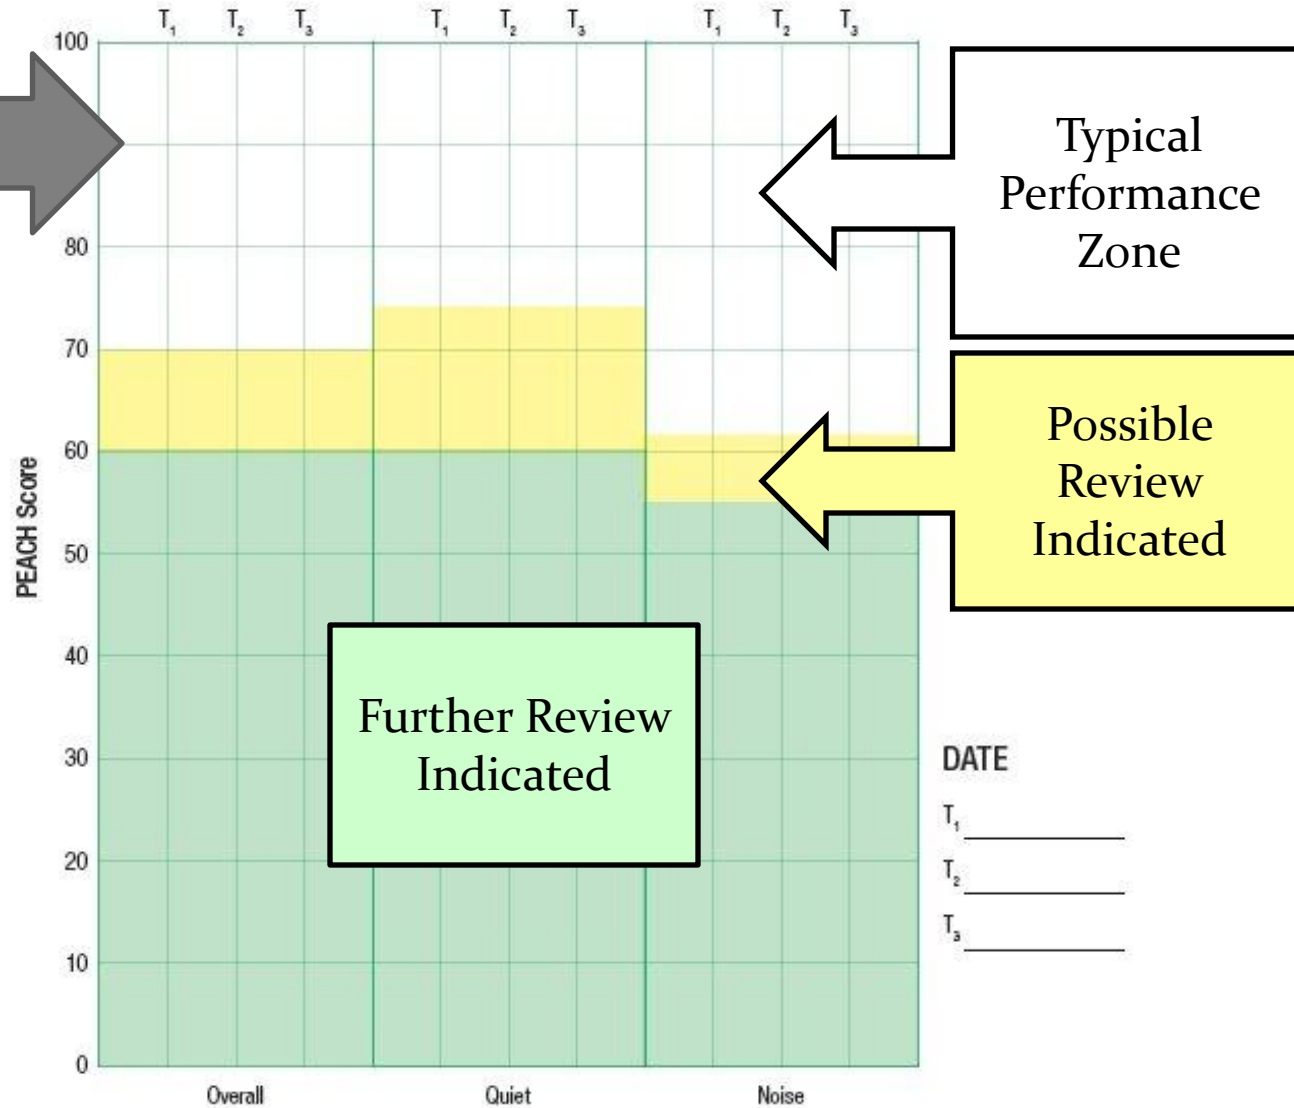 T₁ T₂ T₃ T₁ T₂ T₃ T₁ T₂ T₃
100
80
70
60
50
40
30
20
10
0
PEACH Score
Overall Quiet Noise
Typical
Performance
Zone
Possible
Review
Indicated
Further Review
Indicated
DATE
T₁
T₂
T₃